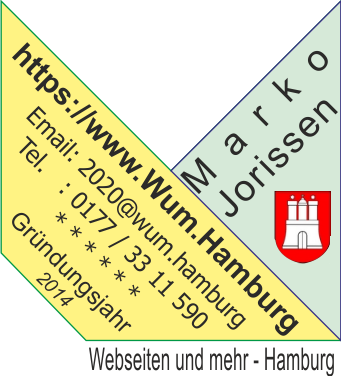 https://www.Wum.Hamburg
Email: 2020@wum.hamburg
Tel. : 0177 / 33 11 590
* * * * * *
Gründungsjahr
2014
Marko
Jorissen
Webseiten und mehr - Hamburg